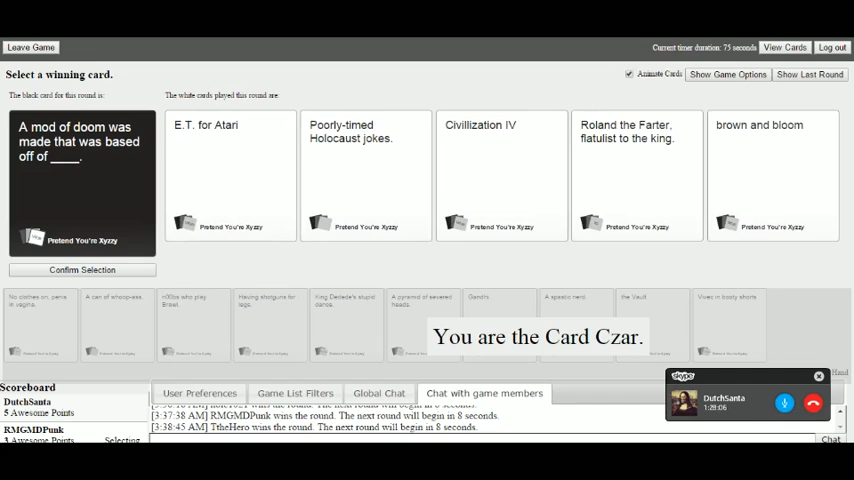 Leave Game
Current timer duration: 75 seconds
View Cards
Log out
Select a winning card.
Animate Cards
Show Game Options
Show Last Round
The black card for this round is:
The white cards played this round are:
A mod of doom was
made that was based
off of ____.
Pretend You're Xyzzy
E.T. for Atari
Pretend You're Xyzzy
Poorly-timed
Holocaust jokes.
Pretend You're Xyzzy
Civillization IV
Pretend You're Xyzzy
Roland the Farter,
flatulist to the king.
Pretend You're Xyzzy
brown and bloom
Pretend You're Xyzzy
Confirm Selection
No clothes on, penis
in vagina.
A can of whoop-ass.
n00bs who play
Brawl.
Having shotguns for
legs.
King Dedede's stupid
dance.
A pyramid of severed
heads.
Gandhi.
A spastic nerd.
the Vault
Vives in booty shorts
You are the Card Czar.
Hand
Scoreboard
DutchSanta
5 Awesome Points
RMGMDPunk
3 Awesome Points
Selecting
User Preferences
Game List Filters
Global Chat
Chat with game members
[3:37:38 AM] RMGMDPunk wins the round. The next round will begin in 8 seconds.
[3:38:45 AM] TtheHero wins the round. The next round will begin in 8 seconds.
Chat
skype
DutchSanta
1:28:06